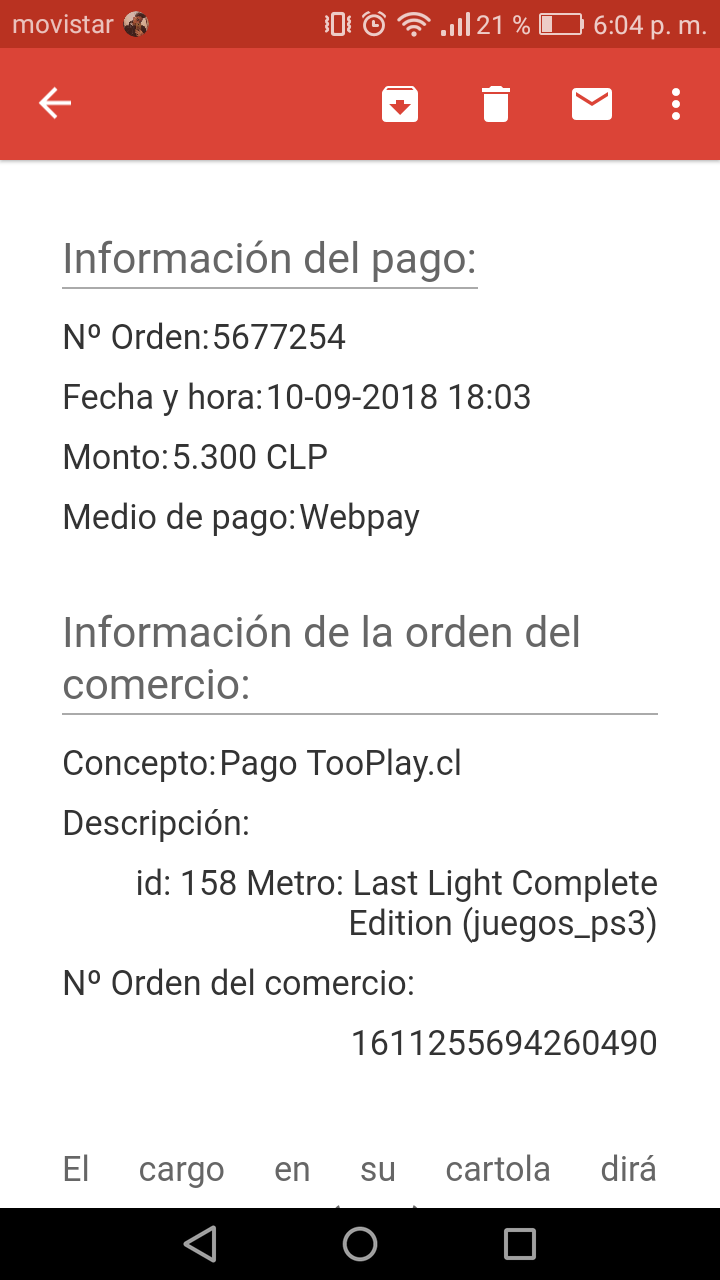 movistar 21 % 6:04 p. m.
Información del pago:
Nº Orden:5677254
Fecha y hora:10-09-2018 18:03
Monto:5.300 CLP
Medio de pago:Webpay
Información de la orden del
comercio:
Concepto:Pago TooPlay.cl
Descripción:
id: 158 Metro: Last Light Complete
Edition (juegos_ps3)
Nº Orden del comercio:
1611255694260490
El cargo en su cartola dirá